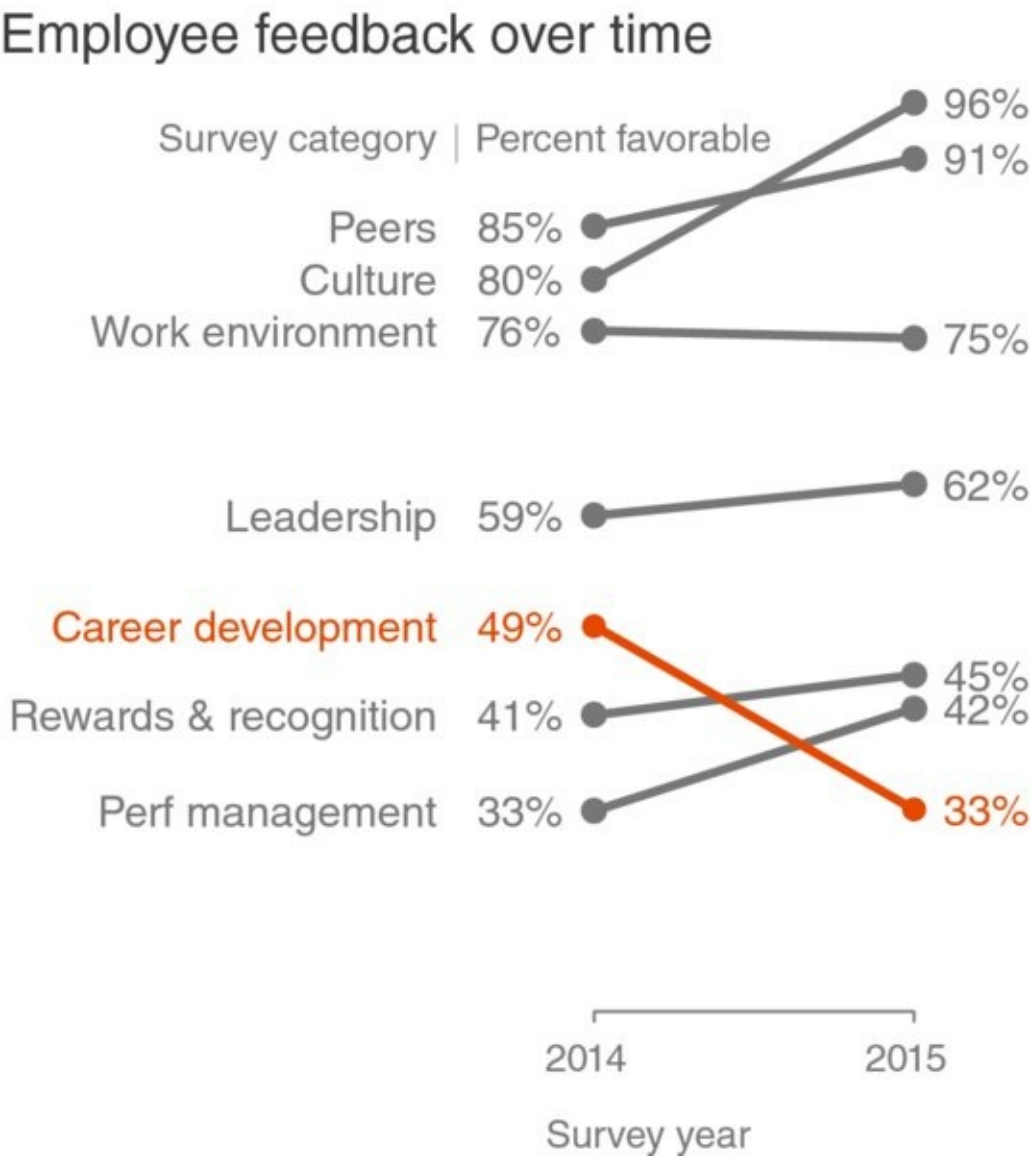 Employee feedback over time
Survey category | Percent favorable
96%
91%
Peers 85%
Culture 80%
Work environment 76%
75%
Leadership 59%
62%
Career development 49%
45%
Rewards & recognition 41%
42%
Perf management 33%
33%
2014 2015
Survey year